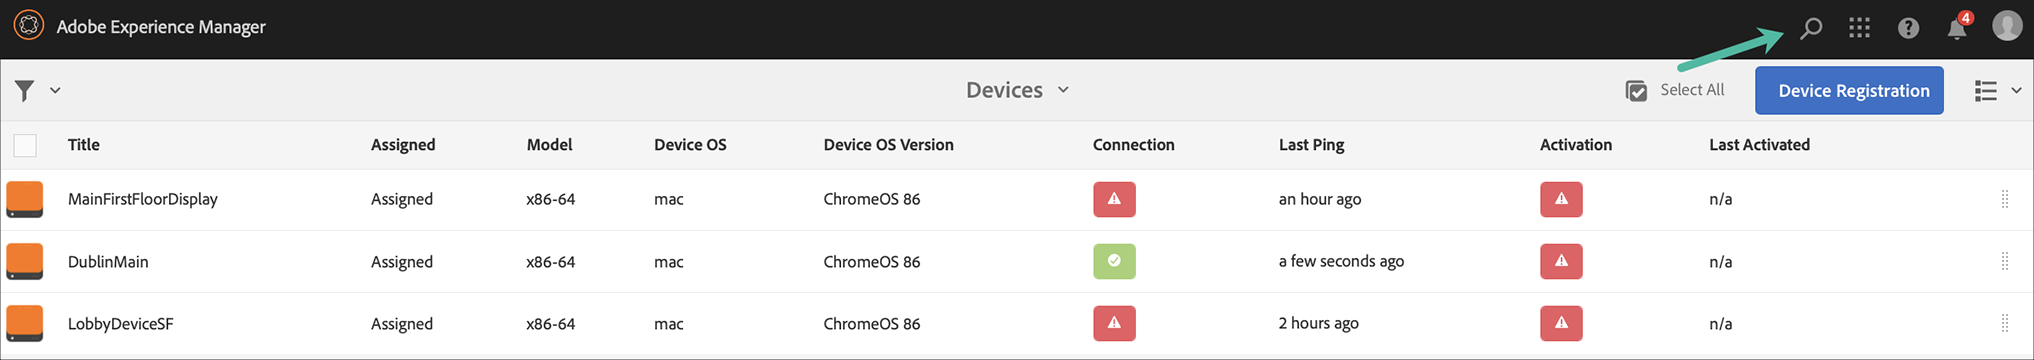 Adobe Experience Manager
4
Devices
Select All
Device Registration
Title Assigned Model Device OS Device OS Version Connection Last Ping Activation Last Activated
MainFirstFloorDisplay Assigned x86-64 mac ChromeOS 86 an hour ago n/a
DublinMain Assigned x86-64 mac ChromeOS 86 a few seconds ago n/a
LobbyDeviceSF Assigned x86-64 mac ChromeOS 86 2 hours ago n/a